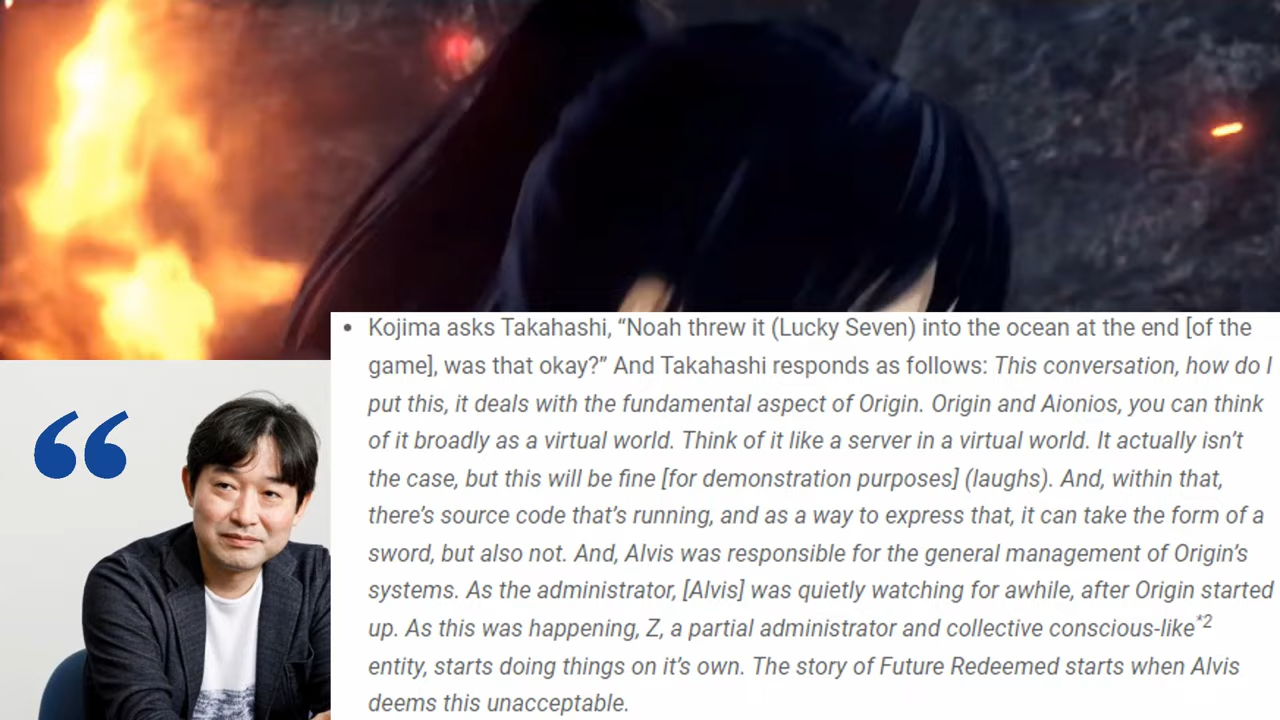 “
• Kojima asks Takahashi, “Noah threw it (Lucky Seven) into the ocean at the end [of the
game], was that okay?” And Takahashi responds as follows: This conversation, how do I
put this, it deals with the fundamental aspect of Origin. Origin and Aionios, you can think
of it broadly as a virtual world. Think of it like a server in a virtual world. It actually isn’t
the case, but this will be fine [for demonstration purposes] (laughs). And, within that,
there’s source code that’s running, and as a way to express that, it can take the form of a
sword, but also not. And, Alvis was responsible for the general management of Origin’s
systems. As the administrator, [Alvis] was quietly watching for awhile, after Origin started
up. As this was happening, Z, a partial administrator and collective conscious-like*2
entity, starts doing things on it’s own. The story of Future Redeemed starts when Alvis
deems this unacceptable.